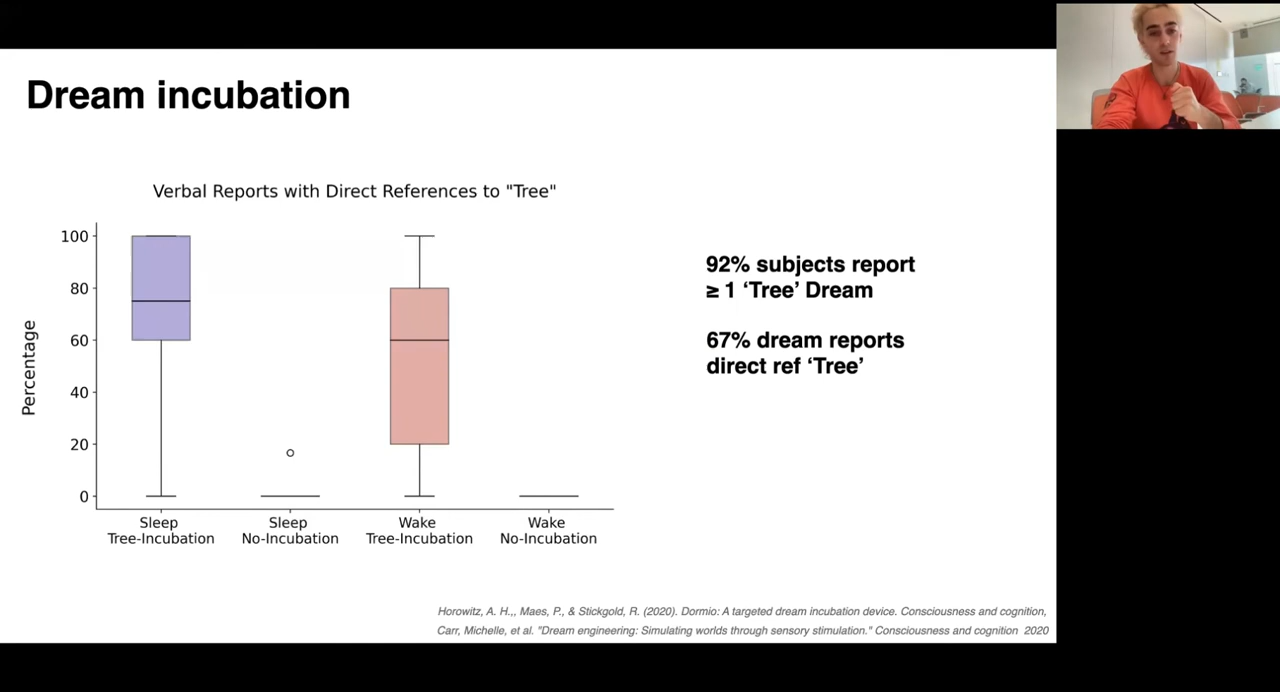 Dream incubation
Verbal Reports with Direct References to "Tree"
Percentage
100
80
60
40
20
0
Sleep
Tree-Incubation
Sleep
No-Incubation
Wake
Tree-Incubation
Wake
No-Incubation
92% subjects report
≥ 1 ‘Tree’ Dream
67% dream reports
direct ref ‘Tree’
Horowitz, A. H.,, Maes, P., & Stickgold, R. (2020). Dormio: A targeted dream incubation device. Consciousness and cognition,
Carr, Michelle, et al. "Dream engineering: Simulating worlds through sensory stimulation." Consciousness and cognition 2020